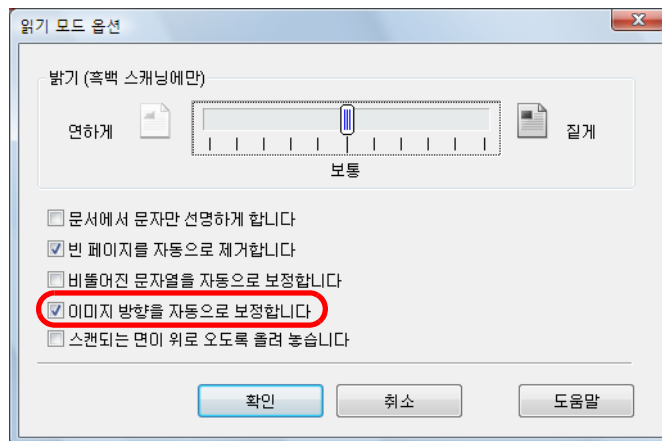 읽기 모드 옵션
밝기 (흑백 스캐닝에만)
연하게
짙게
보통
문서에서 문자만 선명하게 합니다
빈 페이지를 자동으로 제거합니다
비뚤어진 문자열을 자동으로 보정합니다
이미지 방향을 자동으로 보정합니다
스캔되는 면이 위로 오도록 올려 놓습니다
확인
취소
도움말